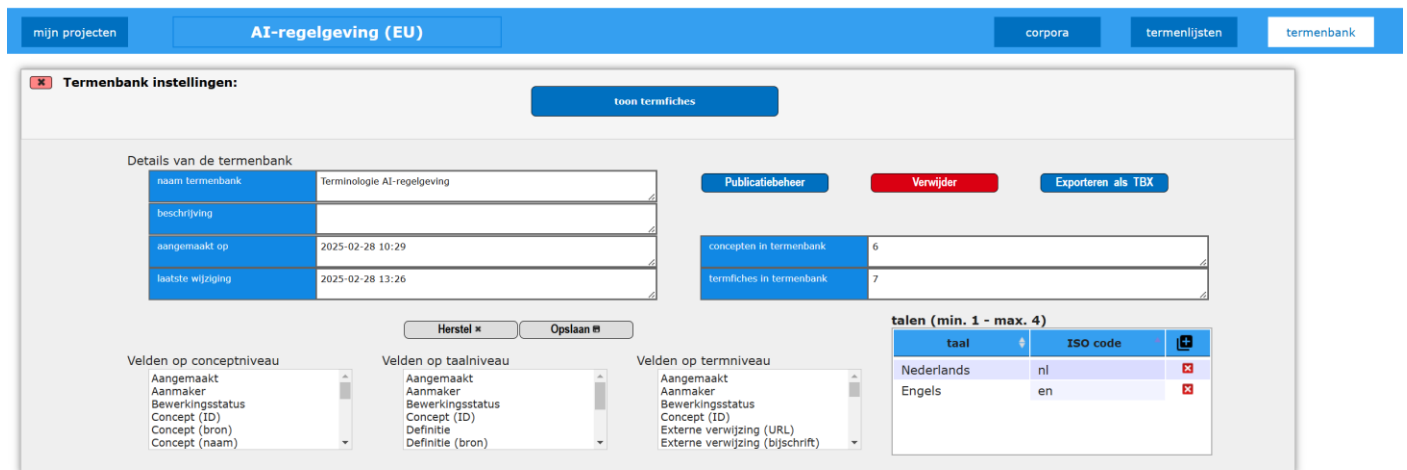 mijn projecten
AI-regelgeving (EU)
corpora
termenlijsten
termenbank
Termenbank instellingen:
toon termfiches
Details van de termenbank
naam termenbank
Terminologie AI-regelgeving
Publicatiebeheer
Verwijder
Exporteren als TBX
beschrijving
aangemaakt op
2025-02-28 10:29
concepten in termenbank
6
laatste wijziging
2025-02-28 13:26
termfiches in termenbank
7
Herstel
Opslaan
talen (min. 1 - max. 4)
taal
ISO code
Nederlands
nl
Engels
en
Velden op conceptniveau
Aangemaakt
Aanmaker
Bewerkingsstatus
Concept (ID)
Concept (bron)
Concept (naam)
Velden op taalniveau
Aangemaakt
Aanmaker
Bewerkingsstatus
Concept (ID)
Definitie
Definitie (bron)
Velden op termniveau
Aangemaakt
Aanmaker
Bewerkingsstatus
Concept (ID)
Externe verwijzing (URL)
Externe verwijzing (bijschrift)